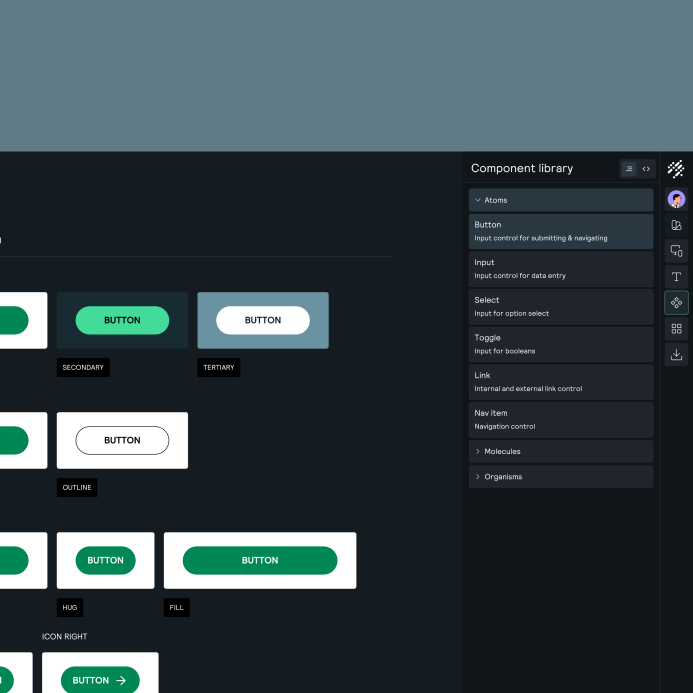 Component library
Atoms
Button
Input control for submitting & navigating
Input
Input control for data entry
Select
Input for option select
Toggle
Input for booleans
Link
Internal and external link control
Nav item
Navigation control
Molecules
Organisms
BUTTON
BUTTON
SECONDARY
TERTIARY
BUTTON
OUTLINE
BUTTON
BUTTON
HUG
FILL
ICON RIGHT
BUTTON